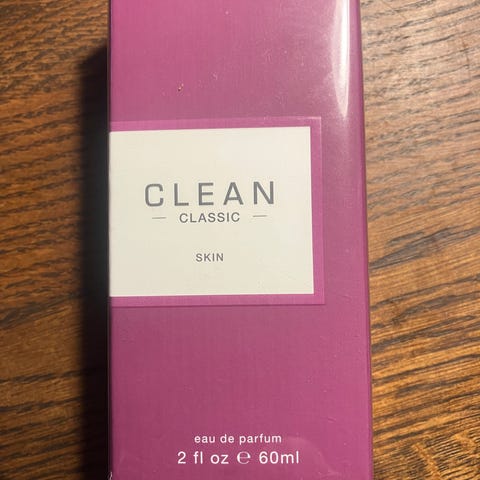 CLEAN
— CLASSIC —
SKIN
eau de parfum
2 fl oz ℮ 60ml